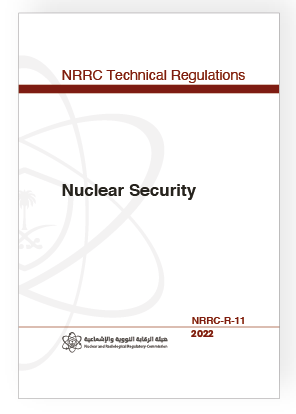 NRRC Technical Regulations
Nuclear Security
NRRC-R-11
2022
هيئة الرقابة النووية والإشعاعية
Nuclear and Radiological Regulatory Commission